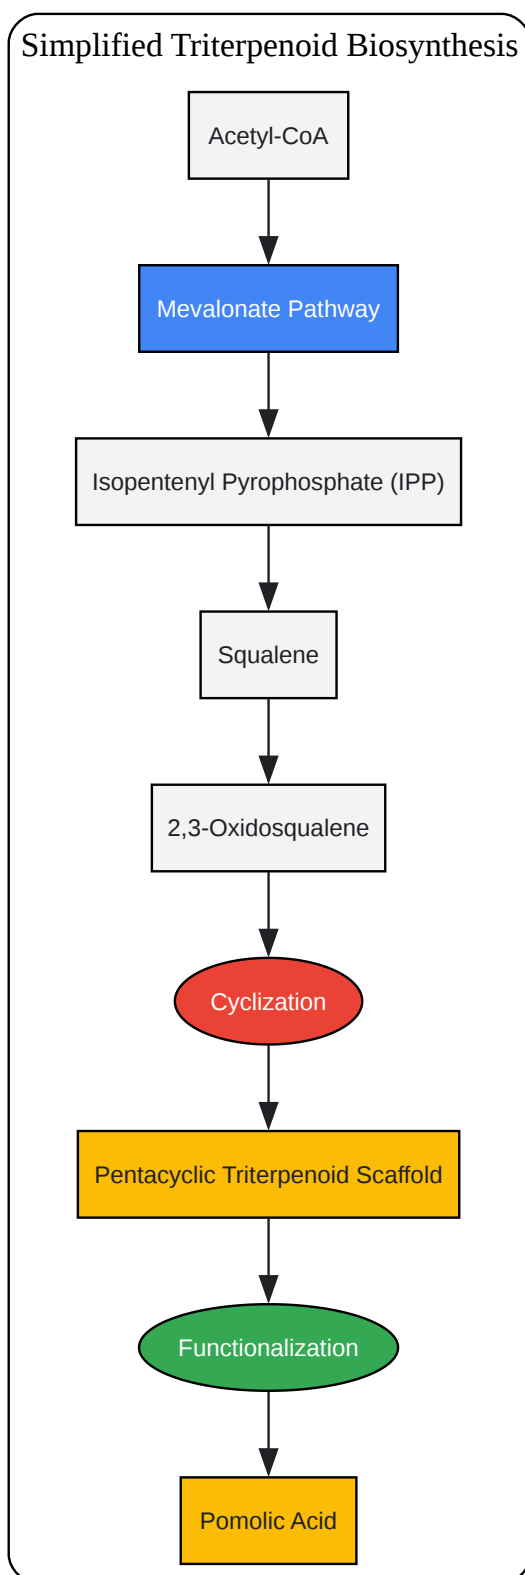 Simplified Triterpenoid Biosynthesis
Acetyl-CoA
Mevalonate Pathway
Isopentenyl Pyrophosphate (IPP)
Squalene
2,3-Oxidosqualene
Cyclization
Pentacyclic Triterpenoid Scaffold
Functionalization
Pomolic Acid